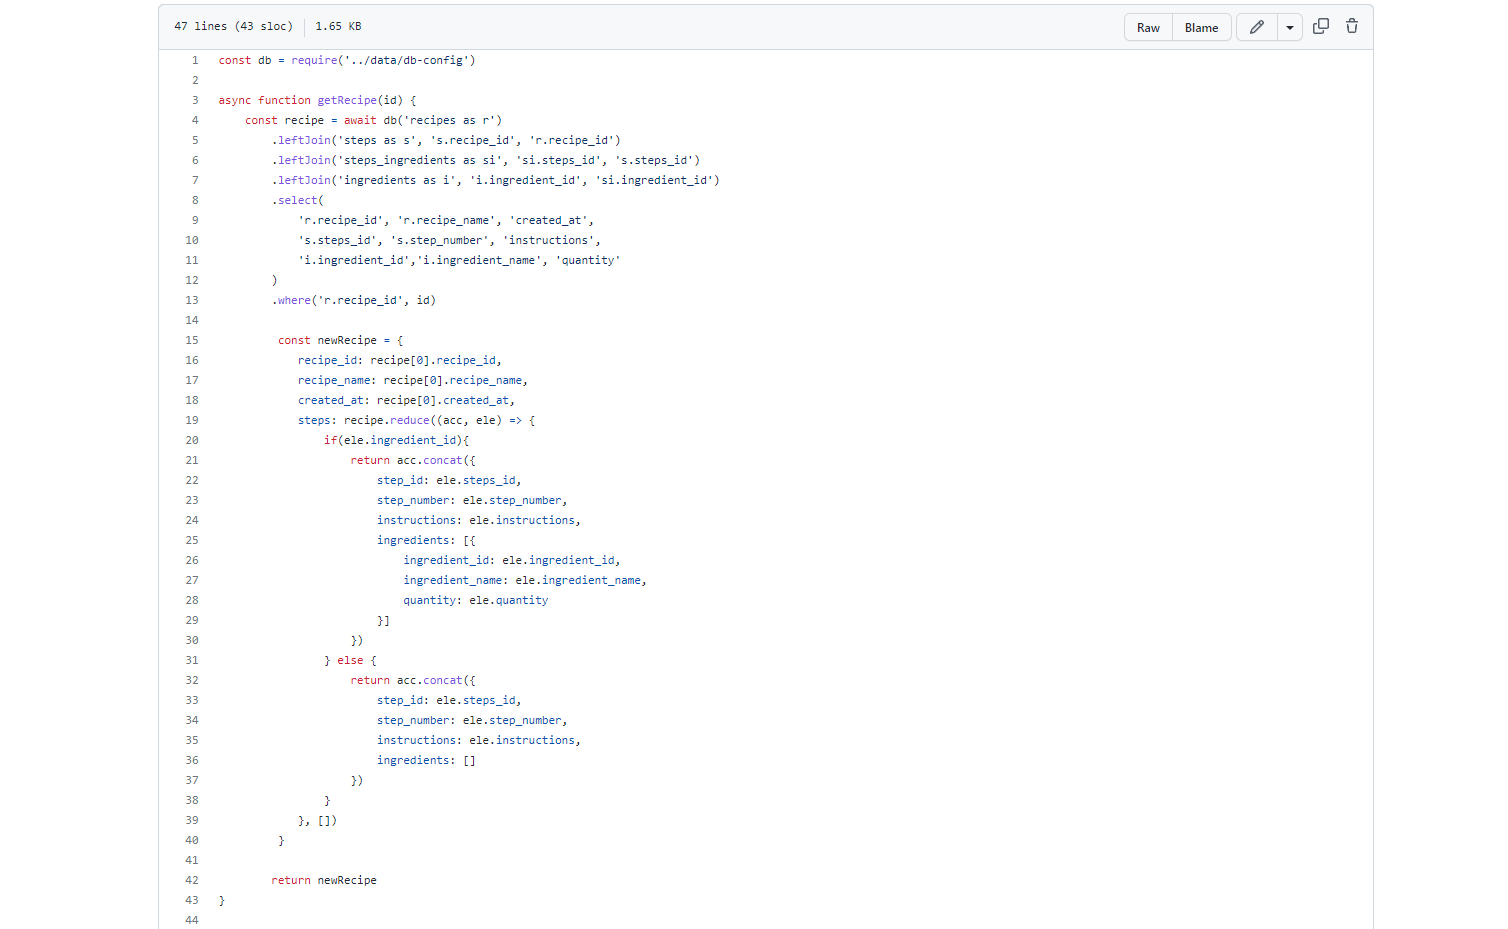 47 lines (43 sloc) 1.65 KB
Raw Blame
1 const db = require('../data/db-config')
2
3 async function getRecipe(id) {
4     const recipe = await db('recipes as r')
5         .leftJoin('steps as s', 's.recipe_id', 'r.recipe_id')
6         .leftJoin('steps_ingredients as si', 'si.steps_id', 's.steps_id')
7         .leftJoin('ingredients as i', 'i.ingredient_id', 'si.ingredient_id')
8         .select(
9             'r.recipe_id', 'r.recipe_name', 'created_at',
10             's.steps_id', 's.step_number', 'instructions',
11             'i.ingredient_id','i.ingredient_name', 'quantity'
12         )
13         .where('r.recipe_id', id)
14
15          const newRecipe = {
16             recipe_id: recipe[0].recipe_id,
17             recipe_name: recipe[0].recipe_name,
18             created_at: recipe[0].created_at,
19             steps: recipe.reduce((acc, ele) => {
20                 if(ele.ingredient_id){
21                     return acc.concat({
22                         step_id: ele.steps_id,
23                         step_number: ele.step_number,
24                         instructions: ele.instructions,
25                         ingredients: [{
26                             ingredient_id: ele.ingredient_id,
27                             ingredient_name: ele.ingredient_name,
28                             quantity: ele.quantity
29                         }]
30                     })
31                 } else {
32                     return acc.concat({
33                         step_id: ele.steps_id,
34                         step_number: ele.step_number,
35                         instructions: ele.instructions,
36                         ingredients: []
37                     })
38                 }
39             }, [])
40          }
41
42         return newRecipe
43 }
44